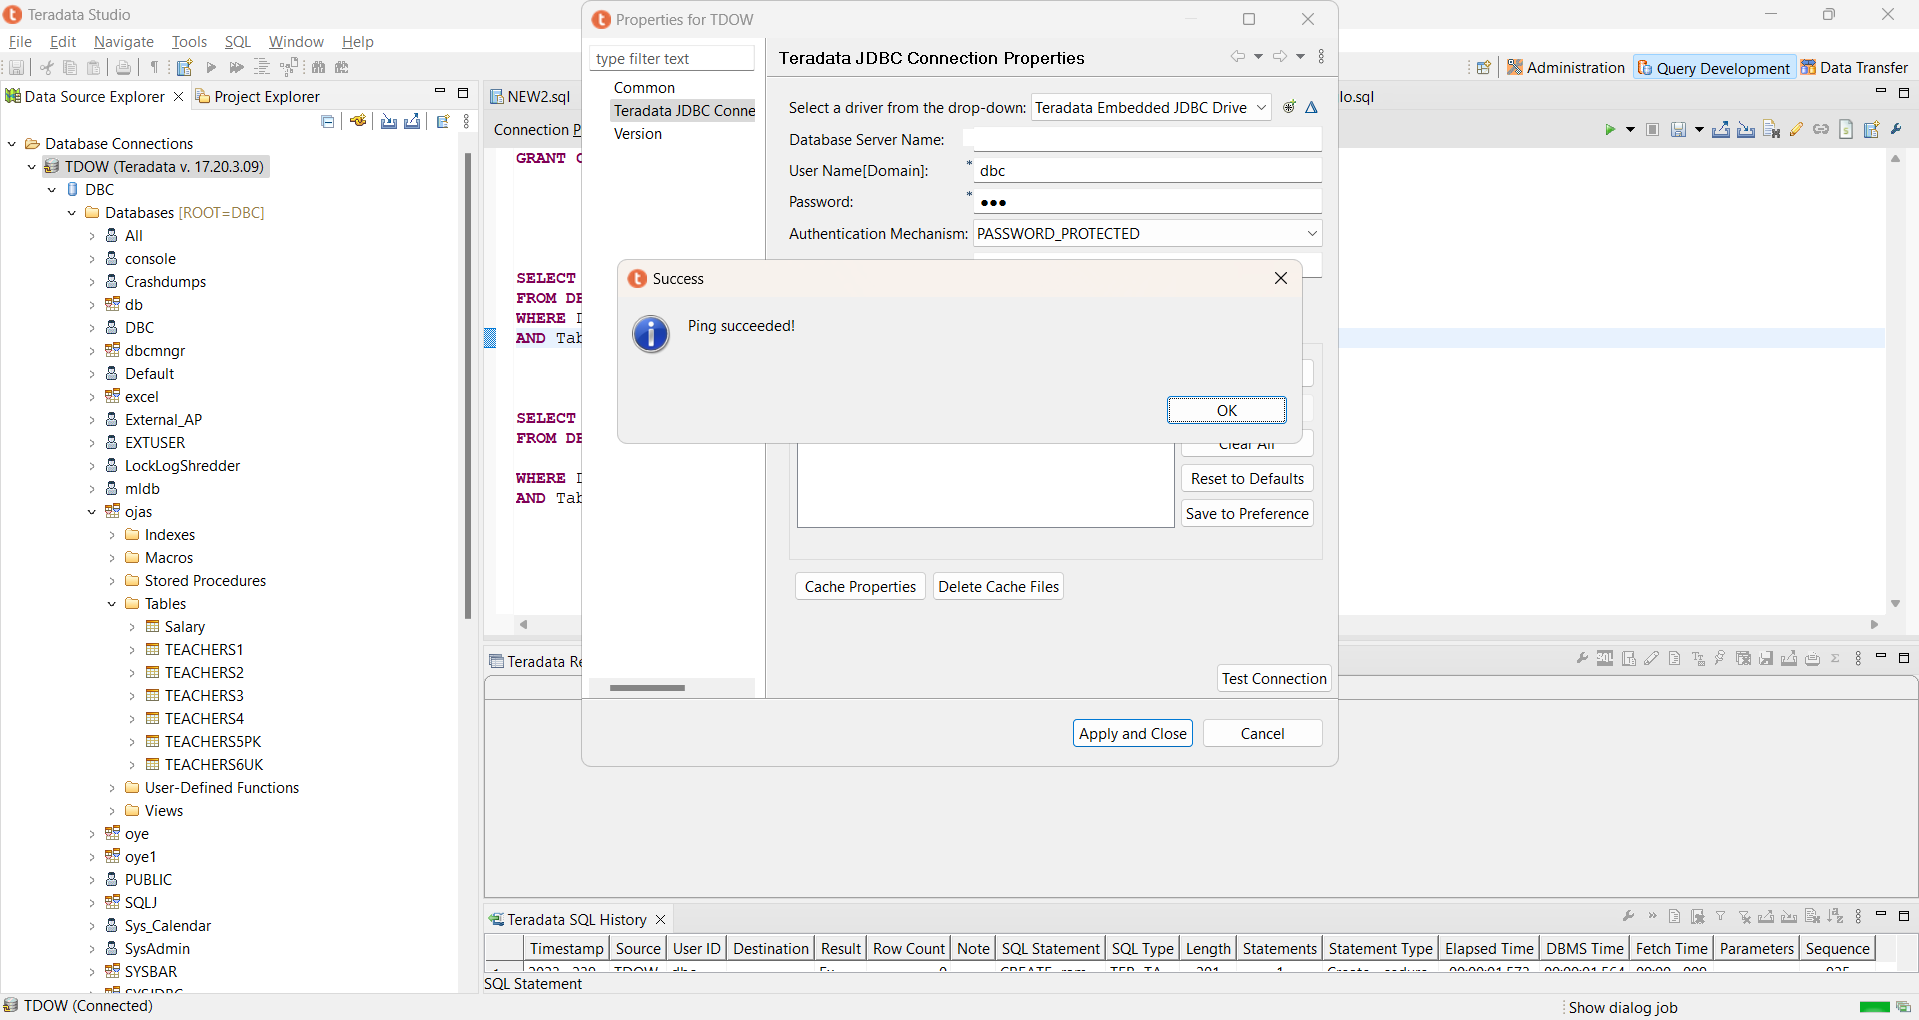 Teradata Studio
File Edit Navigate Tools SQL Window Help
Data Source Explorer
Project Explorer
Database Connections
TDOW (Teradata v. 17.20.3.09)
DBC
Databases [ROOT=DBC]
All
console
Crashdumps
db
DBC
dbcmngr
Default
excel
External_AP
EXTUSER
LockLogShredder
mldb
ojas
Indexes
Macros
Stored Procedures
Tables
Salary
TEACHERS1
TEACHERS2
TEACHERS3
TEACHERS4
TEACHERS5PK
TEACHERS6UK
User-Defined Functions
Views
oye
oye1
PUBLIC
SQLJ
Sys_Calendar
SysAdmin
SYSBAR
TDOW (Connected)
NEW2.sql
Connection P
GRANT
SELECT
FROM DE
WHERE
AND Tab
SELECT
FROM DE
WHERE
AND Tab
Properties for TDOW
type filter text
Common
Teradata JDBC Conne
Version
Teradata JDBC Connection Properties
Select a driver from the drop-down: Teradata Embedded JDBC Drive
Database Server Name:
User Name[Domain]: * dbc
Password: * ●●●
Authentication Mechanism: PASSWORD_PROTECTED
Success
Ping succeeded!
OK
Clear All
Reset to Defaults
Save to Preference
Cache Properties Delete Cache Files
Test Connection
Apply and Close Cancel
Administration Query Development Data Transfer
lo.sql
Teradata Re
Teradata SQL History
Timestamp Source User ID Destination Result Row Count Note SQL Statement SQL Type Length Statements Statement Type Elapsed Time DBMS Time Fetch Time Parameters Sequence
SQL Statement
Show dialog job